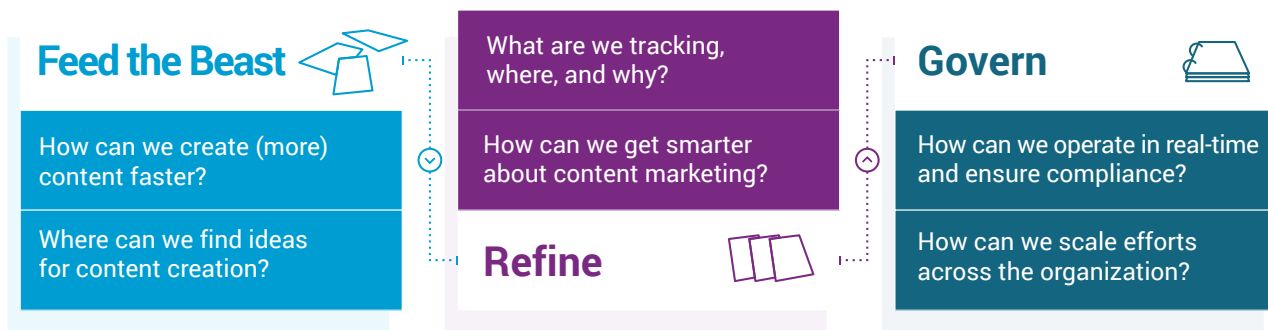 Feed the Beast
How can we create (more)
content faster?
Where can we find ideas
for content creation?
What are we tracking,
where, and why?
How can we get smarter
about content marketing?
Refine
Govern
How can we operate in real-time
and ensure compliance?
How can we scale efforts
across the organization?